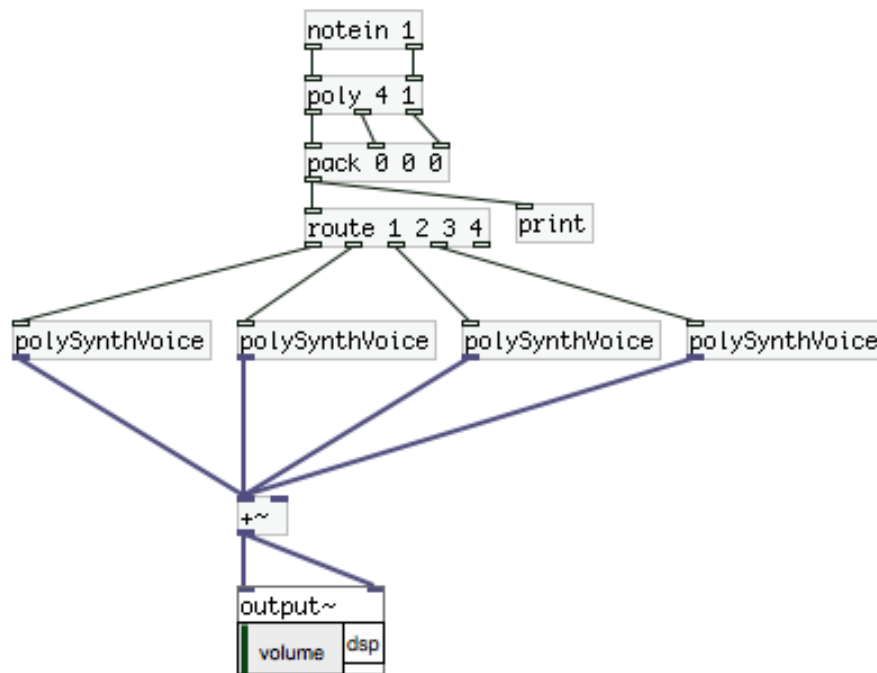 notein 1
poly 4 1
pack 0 0 0
route 1 2 3 4
print
polySynthVoice
polySynthVoice
polySynthVoice
polySynthVoice
+~
output~
volume
dsp